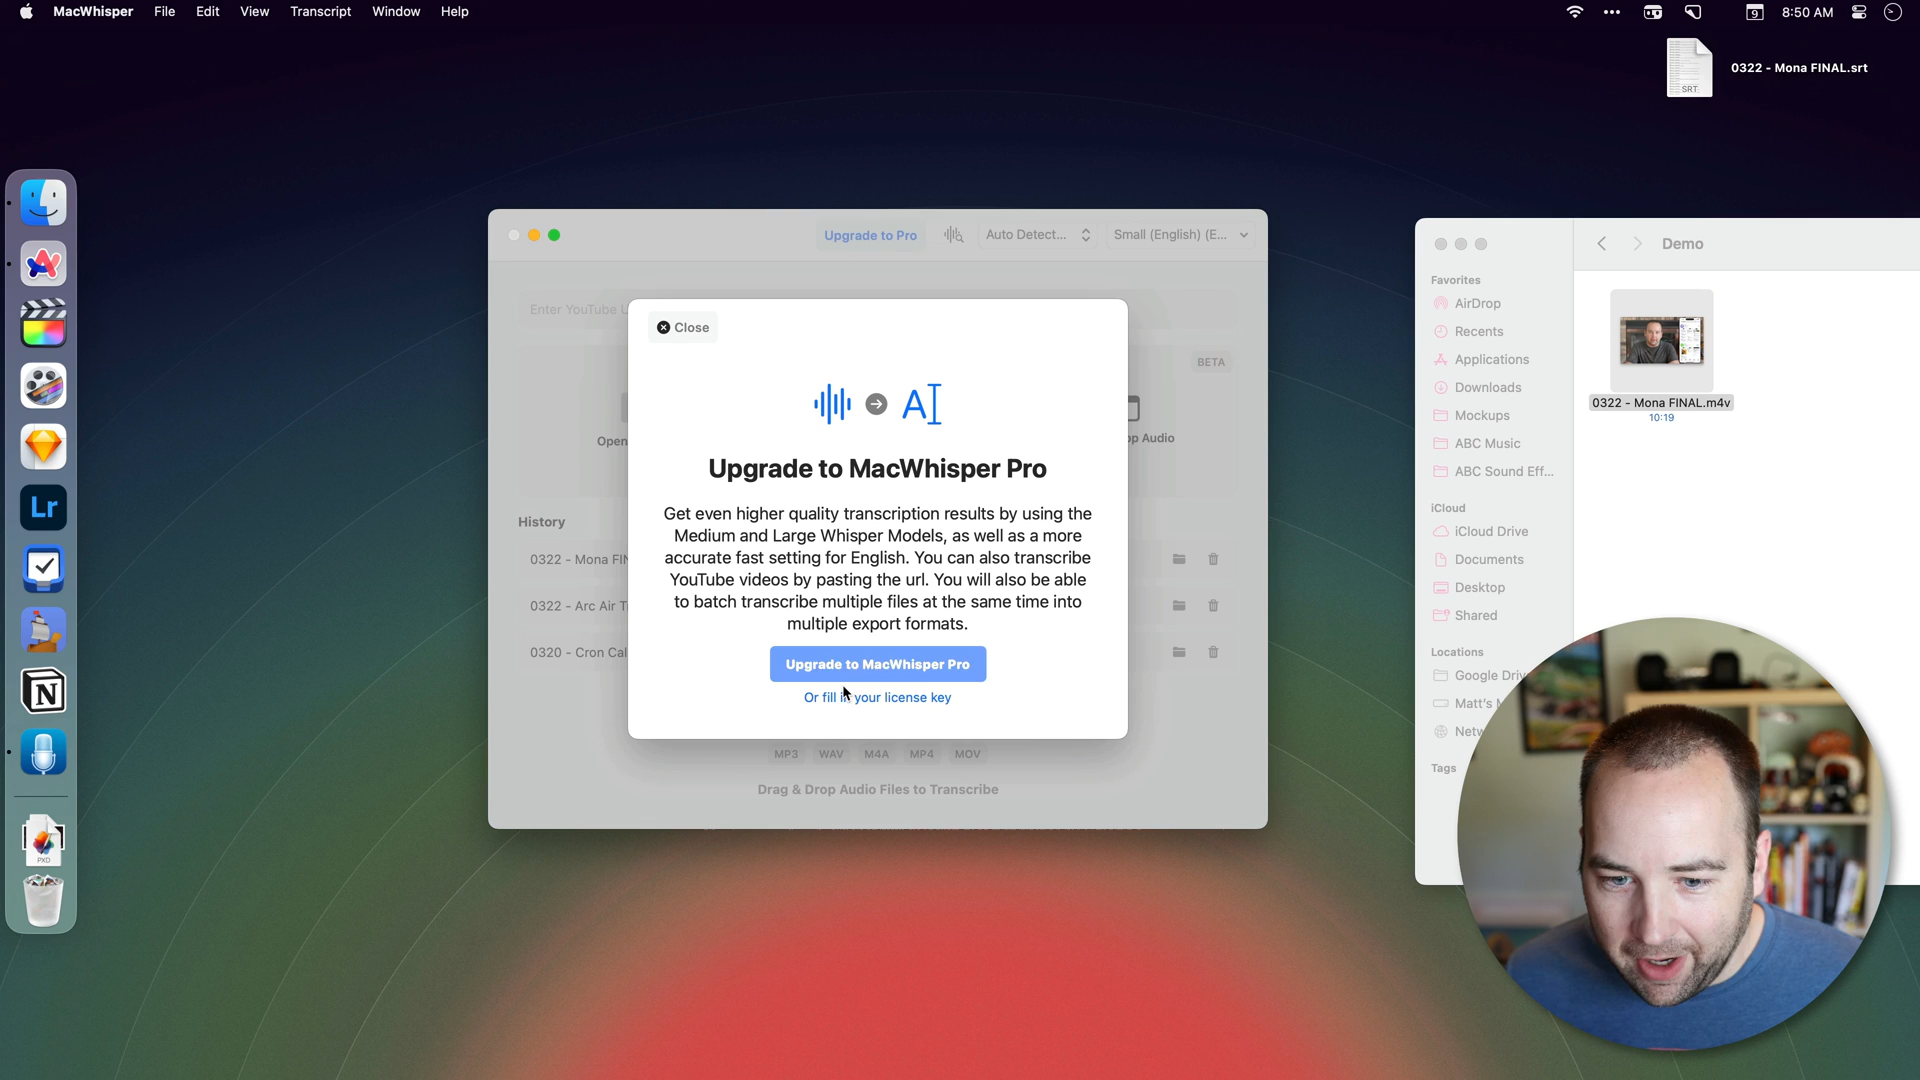 MacWhisper File Edit View Transcript Window Help
9 8:50 AM
SRT
0322 - Mona FINAL.srt
Upgrade to Pro
Auto Detect...
Small (English) (E...
Enter YouTube U
BETA
Open
op Audio
History
0322 - Mona FIN
0322 - Arc Air T
0320 - Cron Cal
MP3 WAV M4A MP4 MOV
Drag & Drop Audio Files to Transcribe
Close
Upgrade to MacWhisper Pro
Get even higher quality transcription results by using the
Medium and Large Whisper Models, as well as a more
accurate fast setting for English. You can also transcribe
YouTube videos by pasting the url. You will also be able
to batch transcribe multiple files at the same time into
multiple export formats.
Upgrade to MacWhisper Pro
Or fill in your license key
Demo
Favorites
AirDrop
Recents
Applications
Downloads
Mockups
ABC Music
ABC Sound Eff...
iCloud
iCloud Drive
Documents
Desktop
Shared
Locations
Google Driv
Matt's M
Netw
Tags
0322 - Mona FINAL.m4v
10:19
Lr
N
PXD